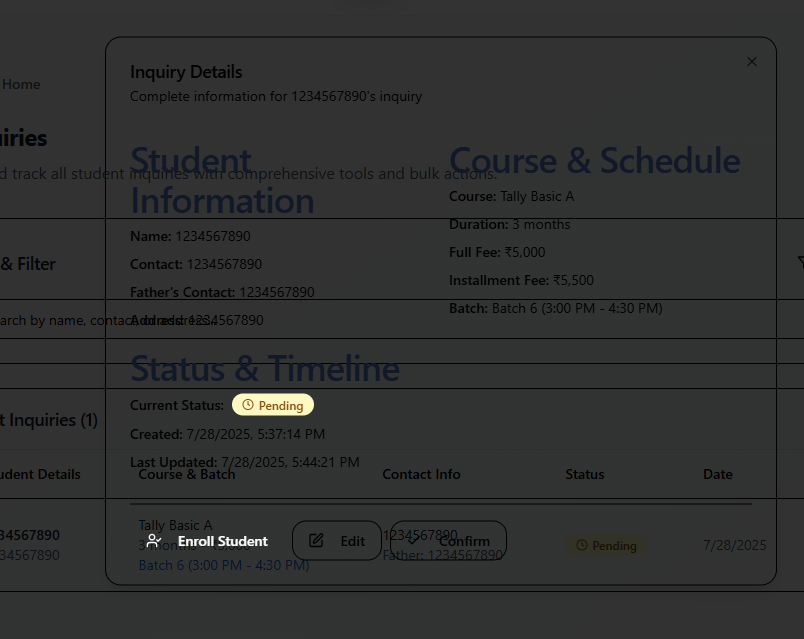 Home
Inquiry Details
Complete information for 1234567890's inquiry
iries
d track all student inquiries with comprehensive tools and bulk actions.
Student
Information
Name: 1234567890
Contact: 1234567890
Father's Contact: 1234567890
Address: 1234567890
Course & Schedule
Course: Tally Basic A
Duration: 3 months
Full Fee: ₹5,000
Installment Fee: ₹5,500
Batch: Batch 6 (3:00 PM - 4:30 PM)
& Filter
arch by name, contact, or address...
Status & Timeline
Current Status: Pending
Created: 7/28/2025, 5:37:14 PM
Last Updated: 7/28/2025, 5:44:21 PM
t Inquiries (1)
udent Details
Course & Batch
Contact Info
Status
Date
34567890
34567890
Tally Basic A
Batch 6 (3:00 PM - 4:30 PM)
1234567890
Father: 1234567890
Pending
7/28/2025
Enroll Student
Edit
Confirm